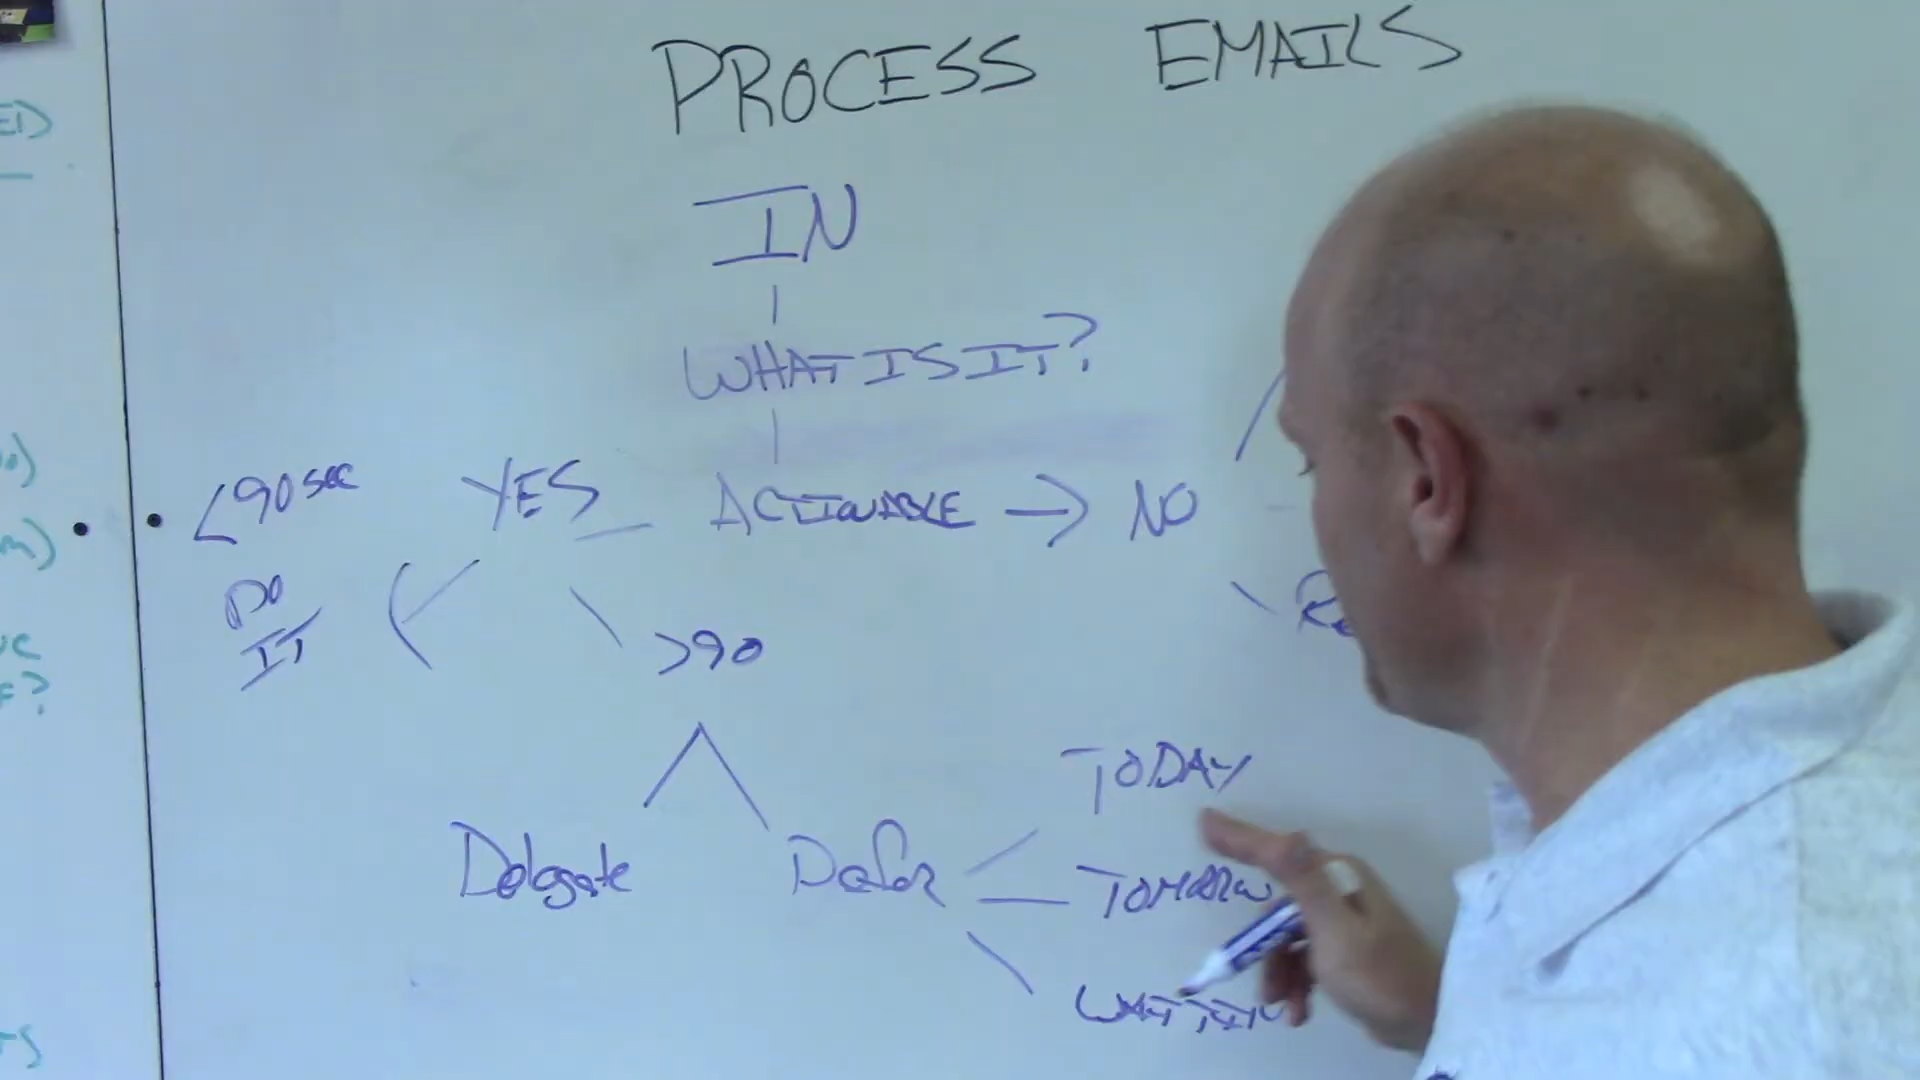 PROCESS EMAILS
IN
WHAT IS IT?
<90 SEC YES ACTIONABLE → NO
DO
IT
>90
TODAY
Delegate Defer TOMORROW